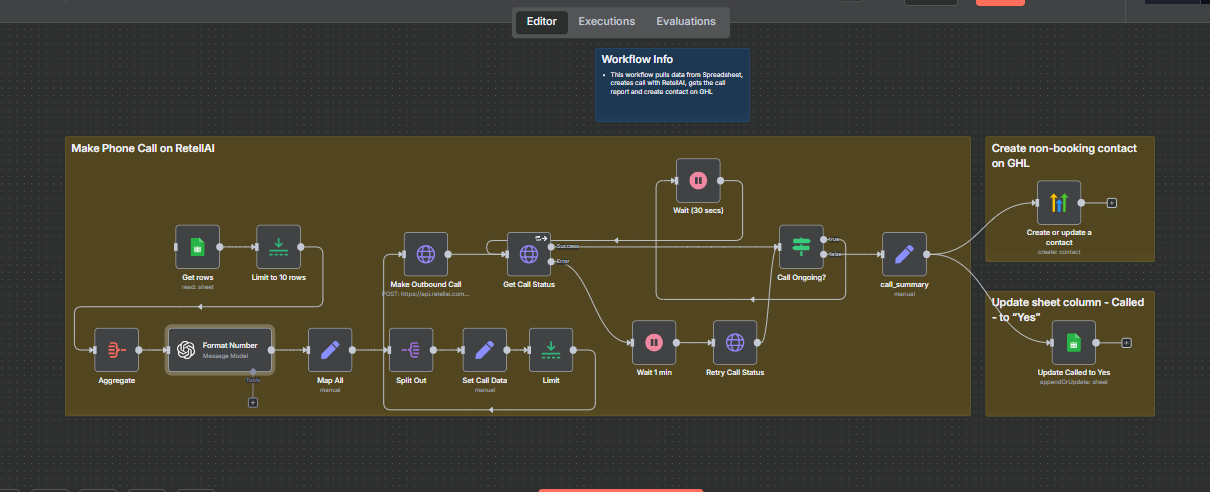 Editor
Executions
Evaluations
Workflow Info
• This workflow pulls data from Spreadsheet,
creates call with RetellAI, gets the call
report and create contact on GHL
Make Phone Call on RetellAI
Wait (30 secs)
Get rows
read: sheet
Limit to 10 rows
Make Outbound Call
POST: https://api.retellai.com...
Success
Error
Get Call Status
true
false
Call Ongoing?
call_summary
manual
Aggregate
Format Number
Message Model
Tools
Map All
manual
Split Out
Set Call Data
manual
Limit
Wait 1 min
Retry Call Status
Create non-booking contact
on GHL
Create or update a
contact
create: contact
Update sheet column - Called
- to "Yes"
Update Called to Yes
appendOrUpdate: sheet